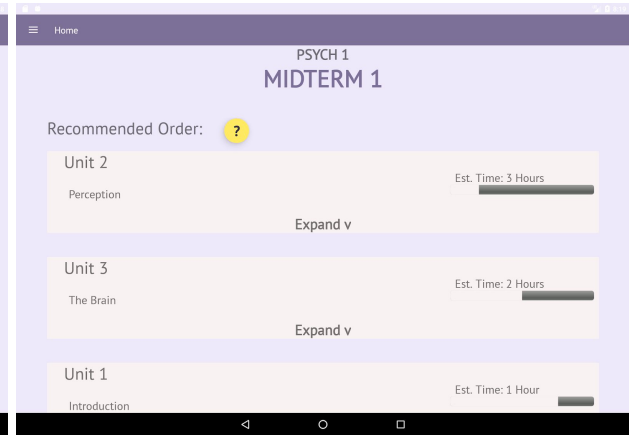 Home
PSYCH 1
MIDTERM 1
Recommended Order:
?
Unit 2
Est. Time: 3 Hours
Perception
Expand v
Unit 3
Est. Time: 2 Hours
The Brain
Expand v
Unit 1
Est. Time: 1 Hour
Introduction